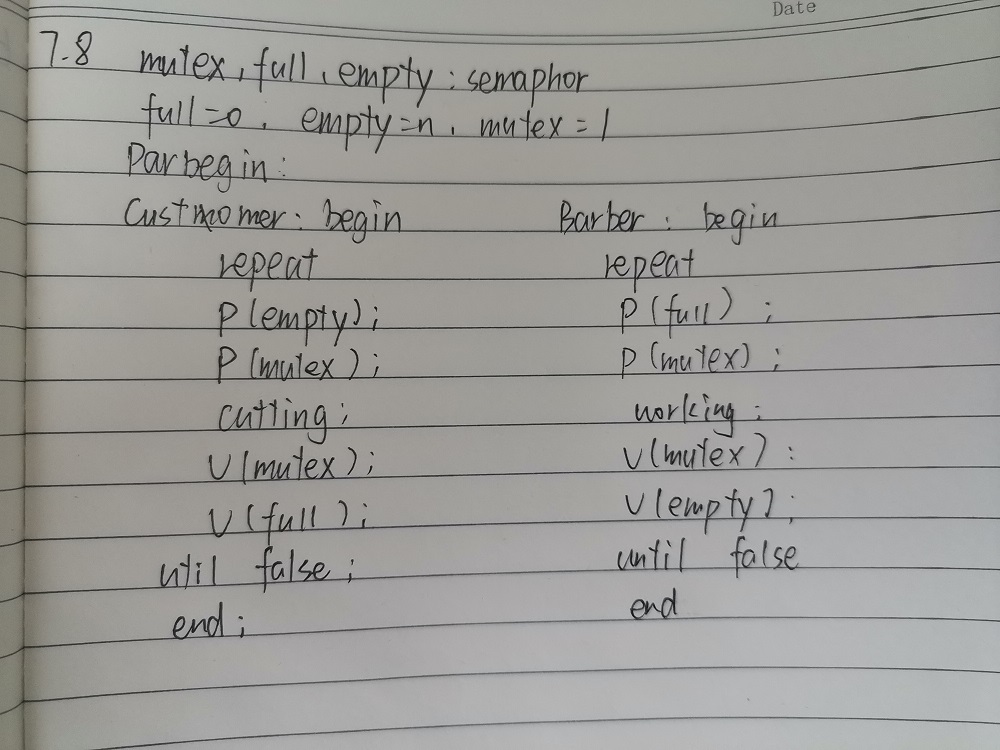 Date
7.8 mutex, full, empty: semaphor
full=0, empty=n, mutex=1
Parbegin:
Custmomer: begin Barber: begin
repeat repeat
P(empty); P(full);
P(mutex); P(mutex);
cutting; working;
V(mutex); V(mutex):
V(full); V(empty);
util false; until false
end; end